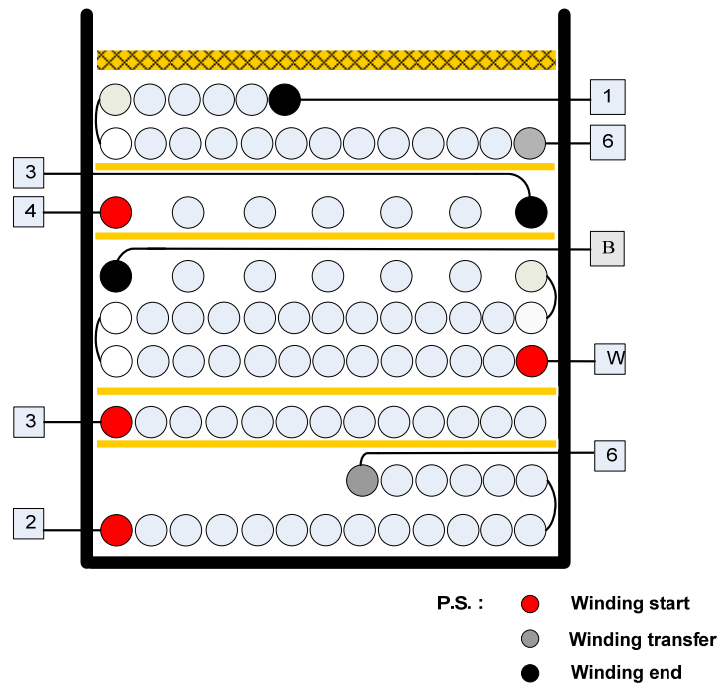 1
6
3
4
B
W
3
6
2
P.S. :
Winding start
Winding transfer
Winding end